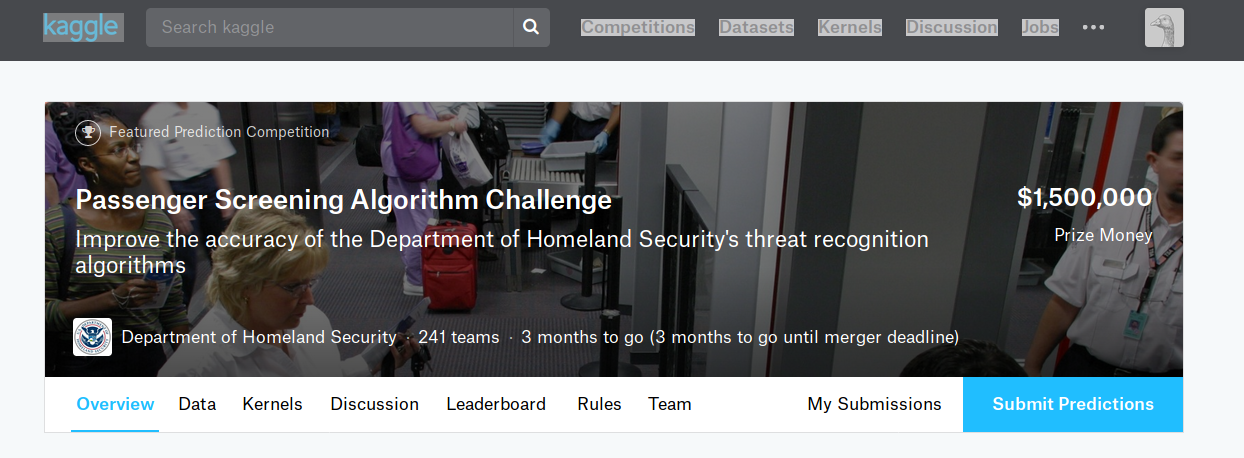 kaggle
Search kaggle
Competitions Datasets Kernels Discussion Jobs
Featured Prediction Competition
Passenger Screening Algorithm Challenge
$1,500,000
Improve the accuracy of the Department of Homeland Security's threat recognition
algorithms
Prize Money
Department of Homeland Security · 241 teams · 3 months to go (3 months to go until merger deadline)
Overview Data Kernels Discussion Leaderboard Rules Team My Submissions Submit Predictions